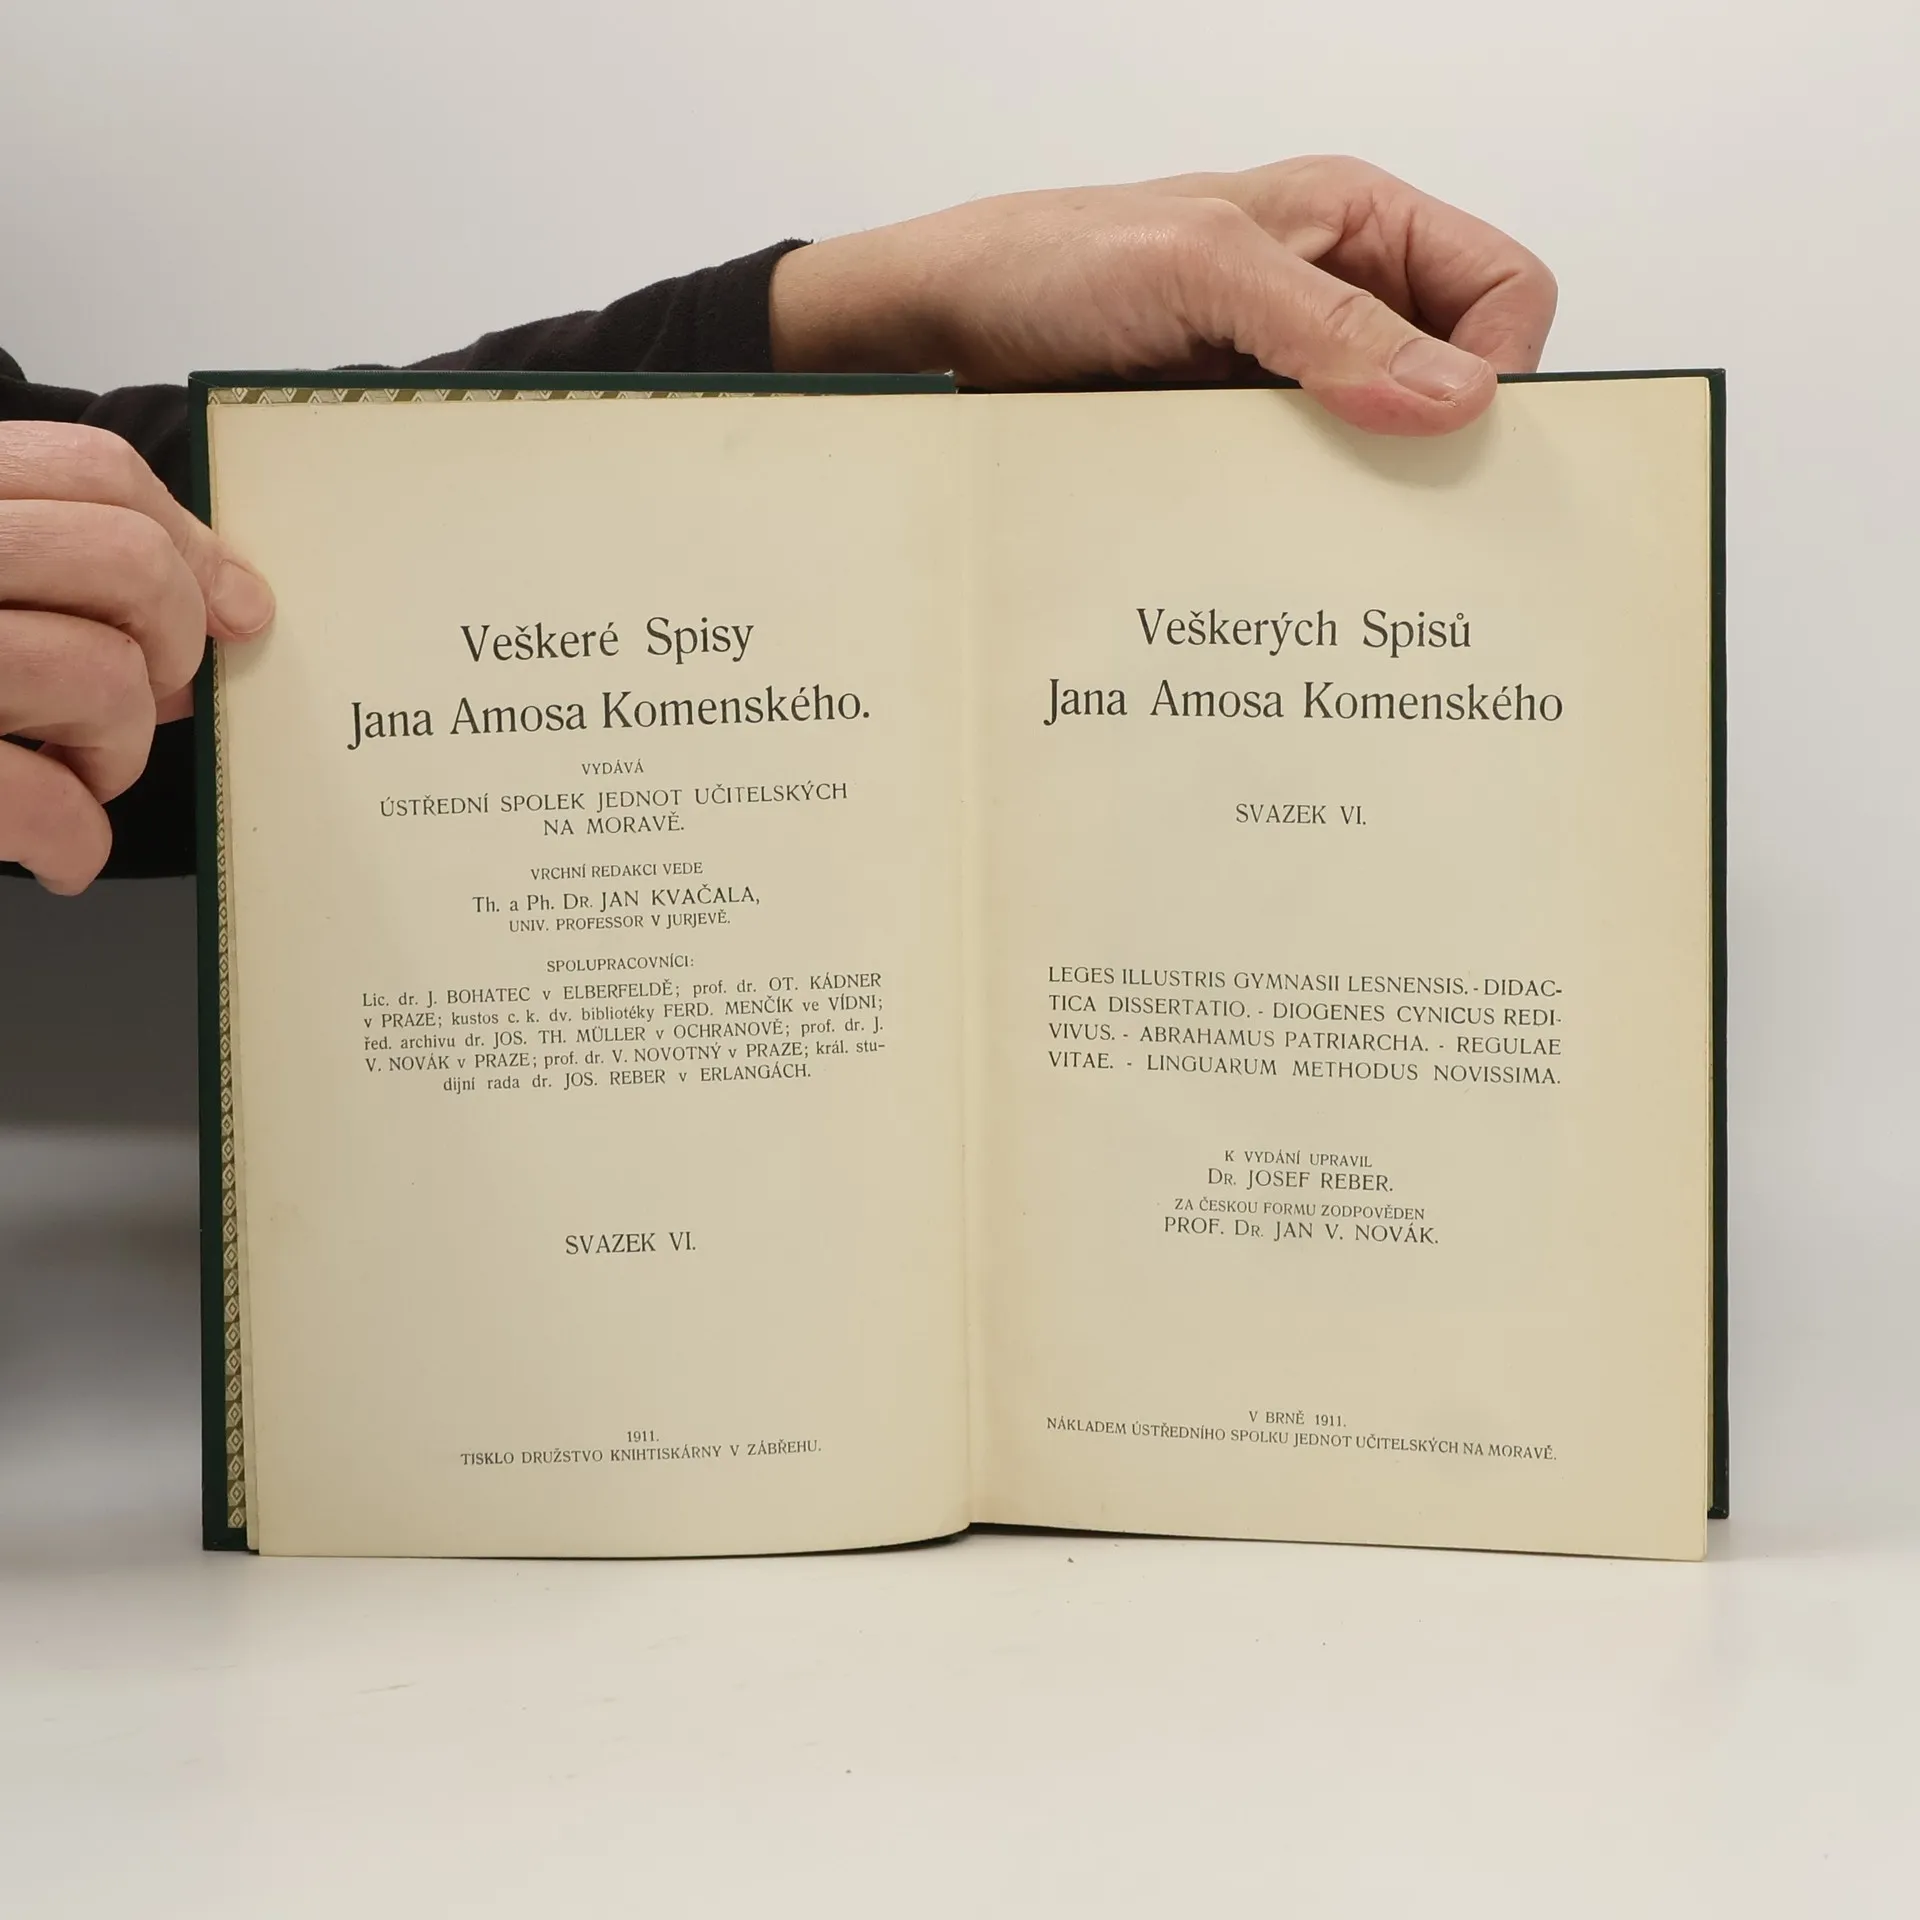 Veškeré Spisy
Jana Amosa Komenského.
VYDÁVÁ
ÚSTŘEDNÍ SPOLEK JEDNOT UČITELSKÝCH
NA MORAVĚ.
VRCHNÍ REDAKCI VEDE
Th. a Ph. DR. JAN KVAČALA,
UNIV. PROFESSOR V JURJEVĚ.
SPOLUPRACOVNÍCI:
Lic. dr. J. BOHATEC v ELBERFELDĚ; prof. dr. OT. KÁDNER
v PRAZE; kustos c. k. dv. bibliotéky FERD. MENČÍK ve VÍDNI;
řed. archivu dr. JOS. TH. MÜLLER v OCHRANOVĚ; prof. dr. J.
V. NOVÁK v PRAZE; prof. dr. V. NOVOTNÝ v PRAZE; král. stu-
dijní rada dr. JOS. REBER v ERLANGÁCH.
SVAZEK VI.
1911.
TISKLO DRUŽSTVO KNIHTISKÁRNY V ZÁBŘEHU.
Veškerých Spisů
Jana Amosa Komenského
SVAZEK VI.
LEGES ILLUSTRIS GYMNASII LESNENSIS. - DIDAC-
TICA DISSERTATIO. - DIOGENES CYNICUS REDI-
VIVUS. - ABRAHAMUS PATRIARCHA. - REGULAE
VITAE. - LINGUARUM METHODUS NOVISSIMA.
K VYDÁNÍ UPRAVIL
DR. JOSEF REBER.
ZA ČESKOU FORMU ZODPOVĚDEN
PROF. DR. JAN V. NOVÁK.
V BRNĚ 1911.
NÁKLADEM ÚSTŘEDNÍHO SPOLKU JEDNOT UČITELSKÝCH NA MORAVĚ.